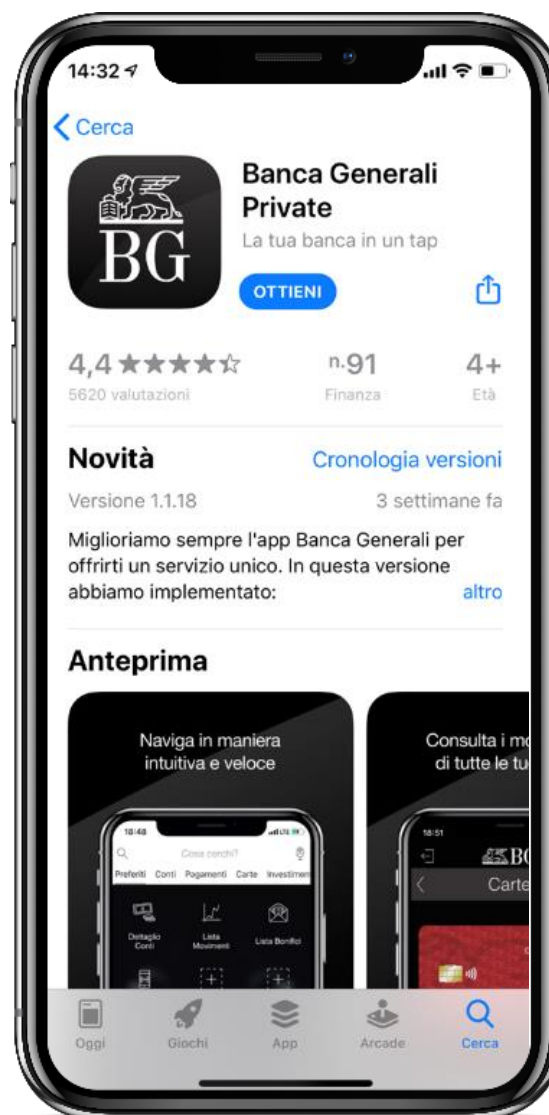 14:32
Cerca
BG
Banca Generali
Private
La tua banca in un tap
OTTIENI
4,4 n.91 4+
5620 valutazioni Finanza Età
Novità Cronologia versioni
Versione 1.1.18 3 settimane fa
Miglioriamo sempre l'app Banca Generali per
offrirti un servizio unico. In questa versione
abbiamo implementato: altro
Anteprima
Naviga in maniera
intuitiva e veloce
18:48 LTE
Cosa cerchi?
Preferiti Conti Pagamenti Carte Investimen
Dettaglio
Conti
Lista
Movimenti
Lista Bonifici
Consulta i mo
di tutte le tu
18:51
BG
Carte
Oggi Giochi App Arcade Cerca